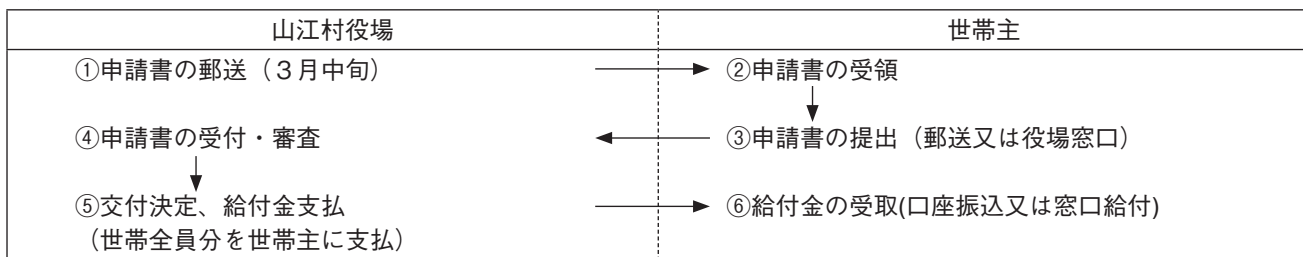 山江村役場 世帯主
①申請書の郵送（３月中旬） ②申請書の受領
④申請書の受付・審査 ③申請書の提出（郵送又は役場窓口）
⑤交付決定、給付金支払 ⑥給付金の受取(口座振込又は窓口給付)
（世帯全員分を世帯主に支払）